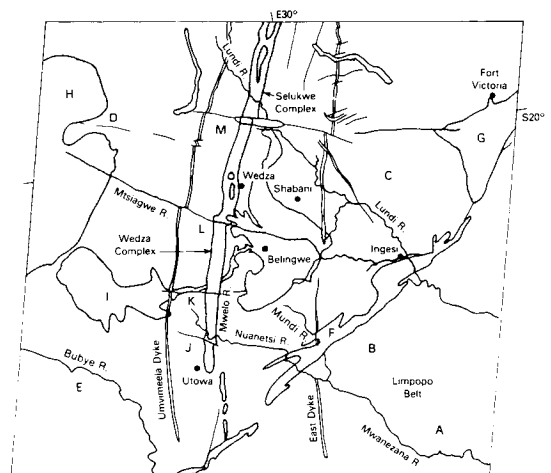 E30°
Lundi R.
Fort
Victoria
Selukwe
Complex
H
D
S20°
M
G
Wedza
Shabani
C
Mtsiagwe R.
Lundi R.
L
Wedza
Complex
Belingwe
Ingesi
I
K
Mwelo R.
Mundi R.
F
Nuanetsi R.
B
J
Bubye R.
E
Umvimeela Dyke
Utowa
East Dyke
Limpopo
Belt
A
Mwanezana R